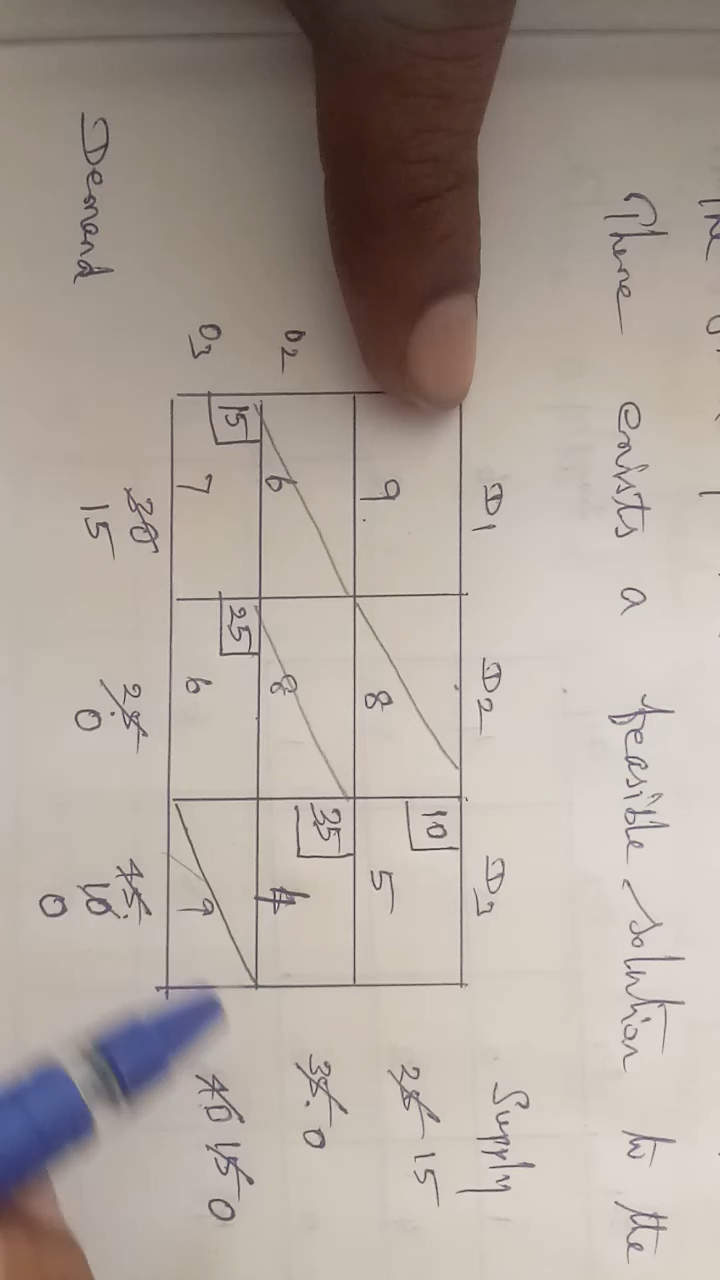 There exists a feasible solution to the
D1 D2 D3 Supply
9 8 10 5 25 15
O2 6 8 35 4 35 0
O3 15 7 25 6 9 40 15 0
Demand 30 25 45
15 0 10
0